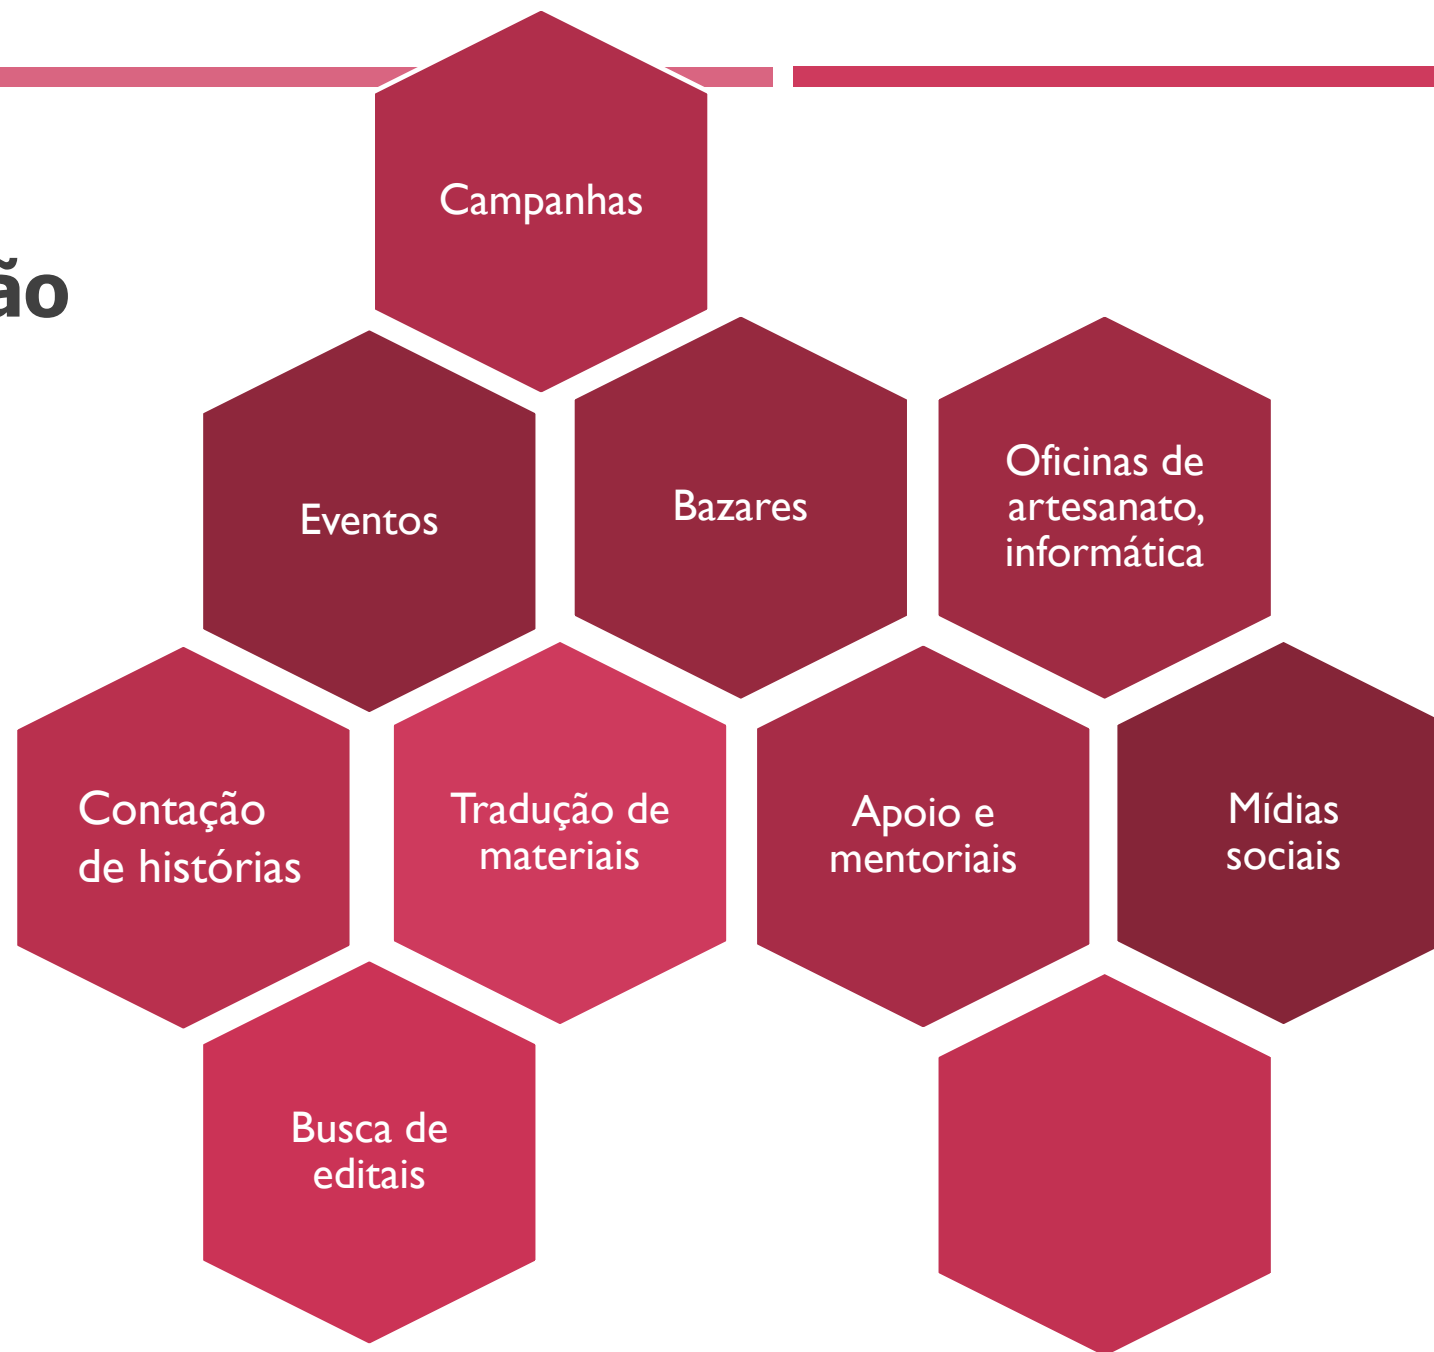 Campanhas
ão
Eventos
Bazares
Oficinas de
artesanato,
informática
Contação
de histórias
Tradução de
materiais
Apoio e
mentoriais
Mídias
sociais
Busca de
editais